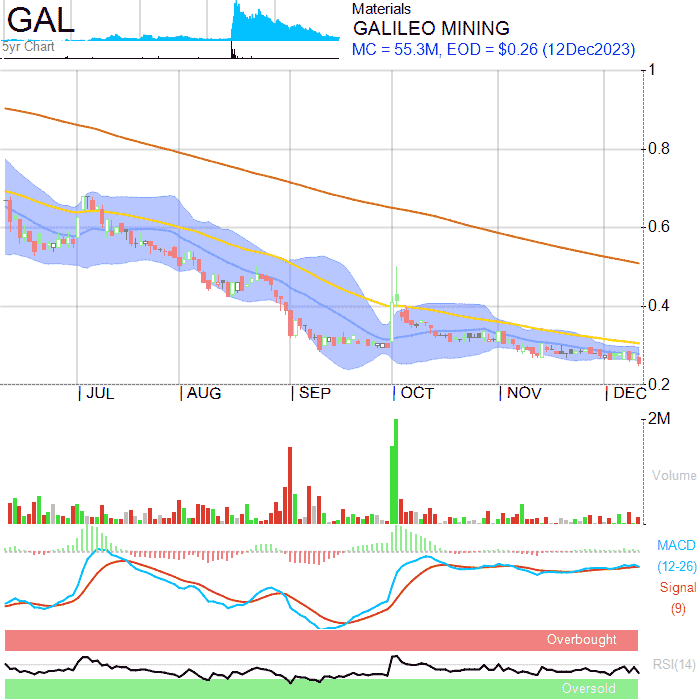 GAL
5yr Chart
Materials
GALILEO MINING
MC = 55.3M, EOD = $0.26 (12Dec2023)
1
0.8
0.6
0.4
0.2
JUL AUG SEP OCT NOV DEC
2M
Volume
MACD
(12-26)
Signal
(9)
Overbought
RSI(14)
Oversold